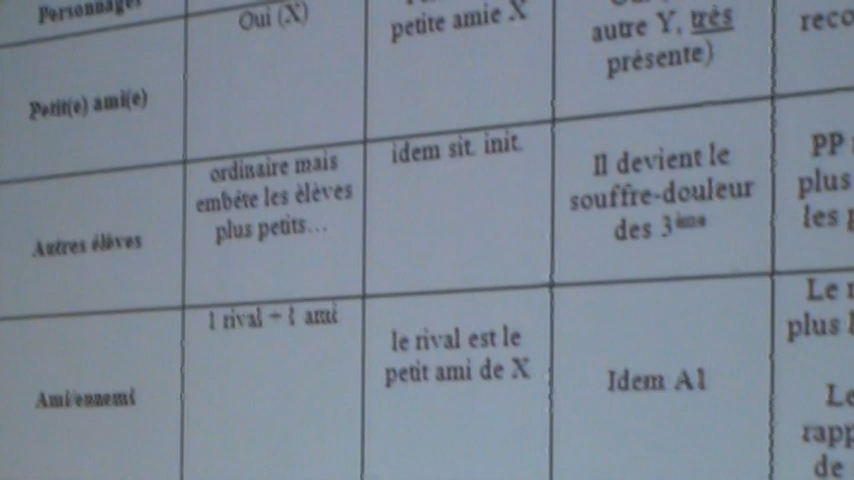 Personnages
Oui (X)
petite amie X
autre Y, très
présente)
Petit(e) ami(e)
Autres élèves
ordinaire mais
embête les élèves
plus petits...
idem sit. init.
Il devient le
souffre-douleur
des 3ème
PP
plus
les
Ami/ennemi
1 rival + 1 ami
le rival est le
petit ami de X
Idem A1
Le
plus
Le
de